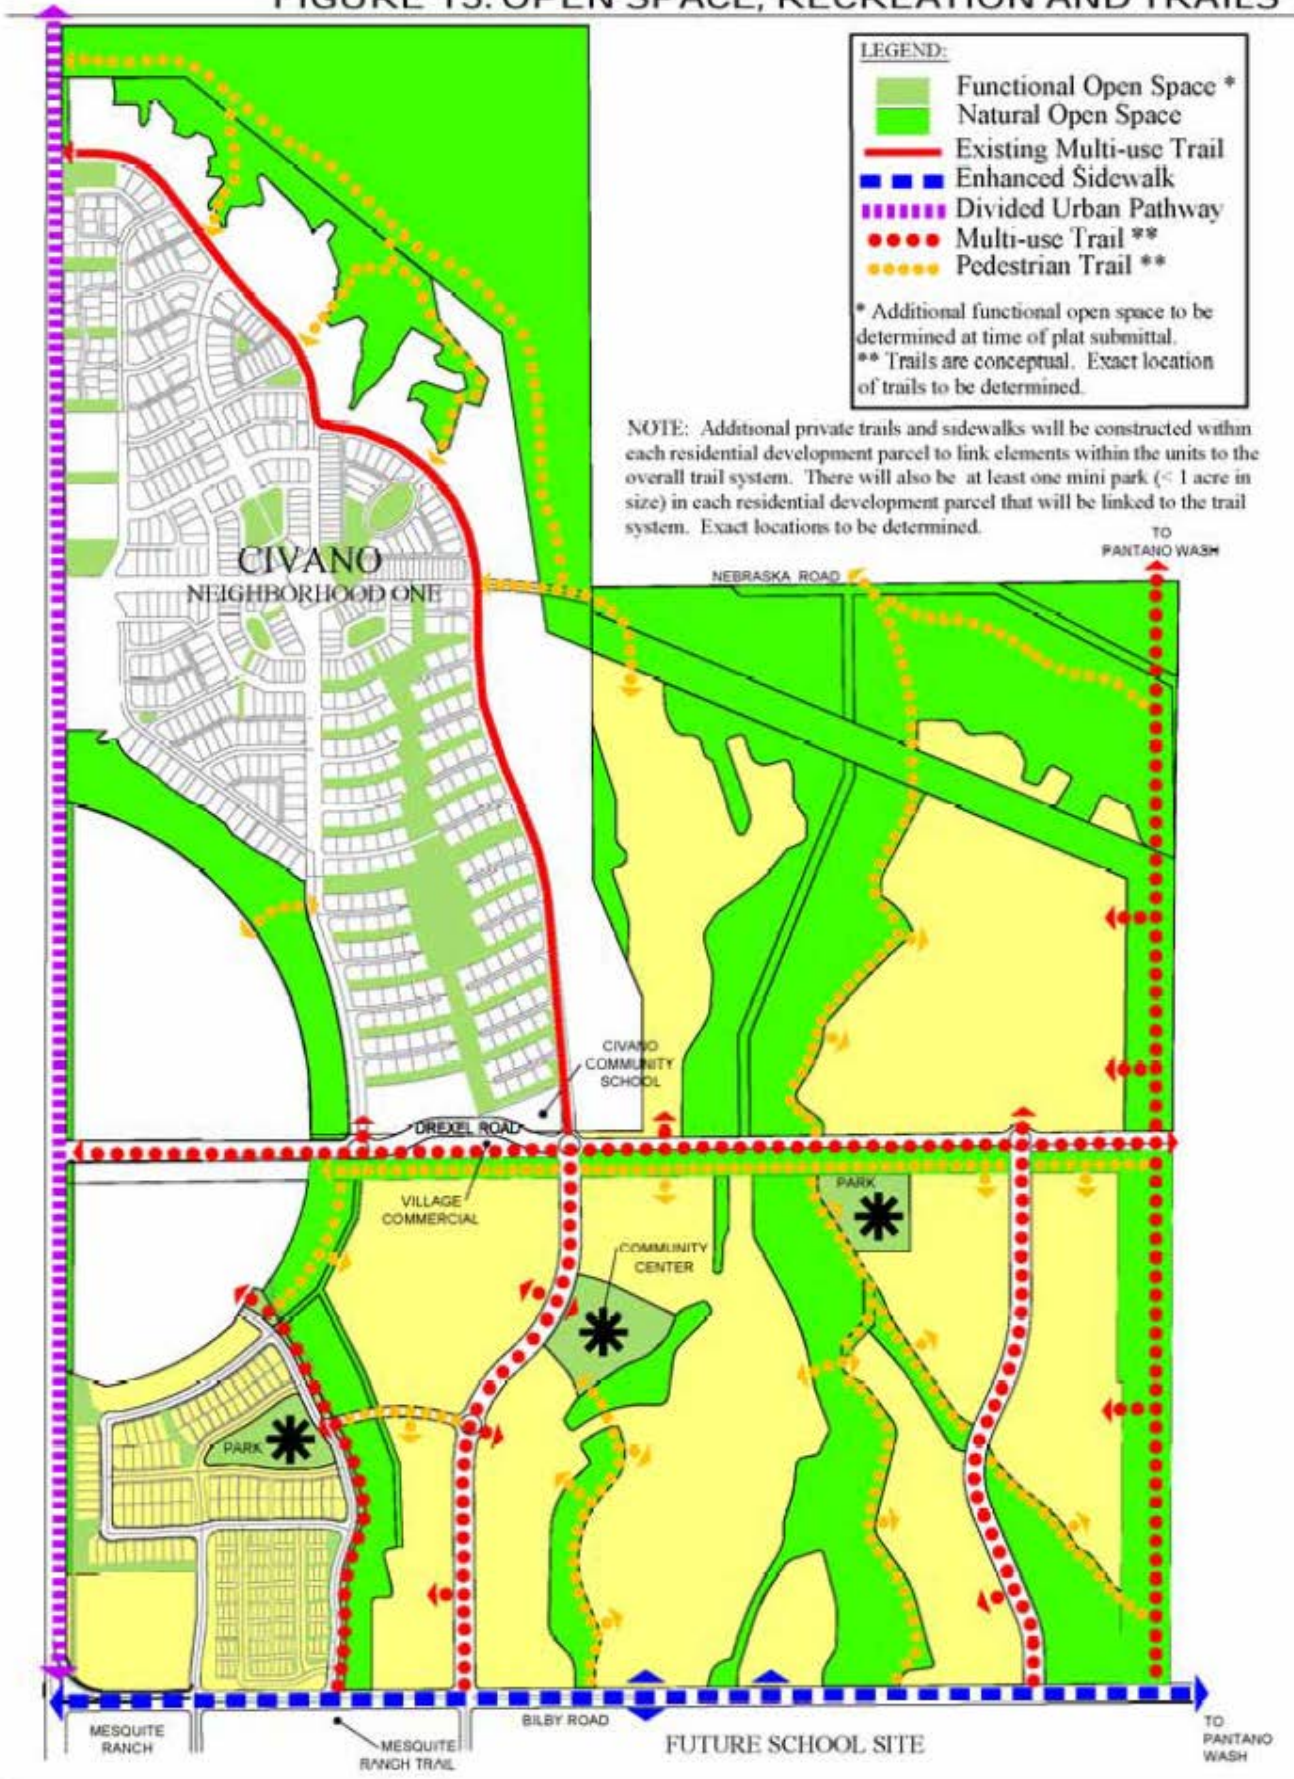 FIGURE 13: OPEN SPACE, RECREATION AND TRAILS
LEGEND:
Functional Open Space *
Natural Open Space
Existing Multi-use Trail
Enhanced Sidewalk
Divided Urban Pathway
Multi-use Trail **
Pedestrian Trail **
* Additional functional open space to be
determined at time of plat submittal.
** Trails are conceptual. Exact location
of trails to be determined.
NOTE: Additional private trails and sidewalks will be constructed within
each residential development parcel to link elements within the units to the
overall trail system. There will also be at least one mini park (< 1 acre in
size) in each residential development parcel that will be linked to the trail
system. Exact locations to be determined.
TO
PANTANO WASH
NEBRASKA ROAD
CIVANO
NEIGHBORHOOD ONE
CIVANO
COMMUNITY
SCHOOL
DREXEL ROAD
VILLAGE
COMMERCIAL
PARK
COMMUNITY
CENTER
PARK
BILBY ROAD
MESQUITE
RANCH
MESQUITE
RANCH TRAIL
FUTURE SCHOOL SITE
TO
PANTANO
WASH